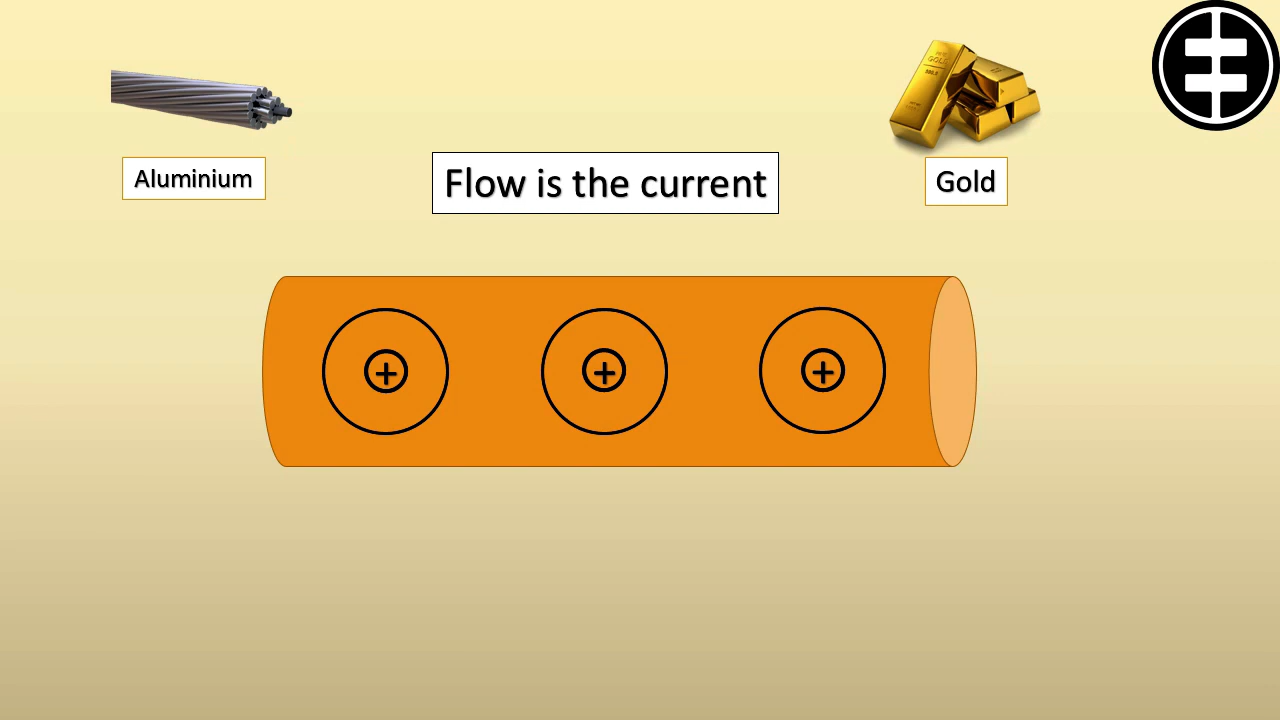 Aluminium
Flow is the current
Gold
+ + +